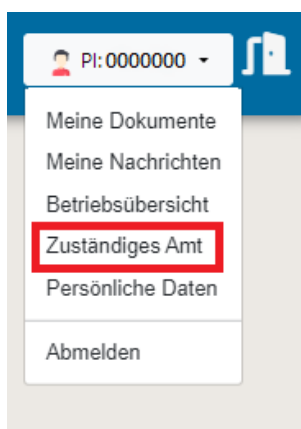 PI: 0000000
Meine Dokumente
Meine Nachrichten
Betriebsübersicht
Zuständiges Amt
Persönliche Daten
Abmelden